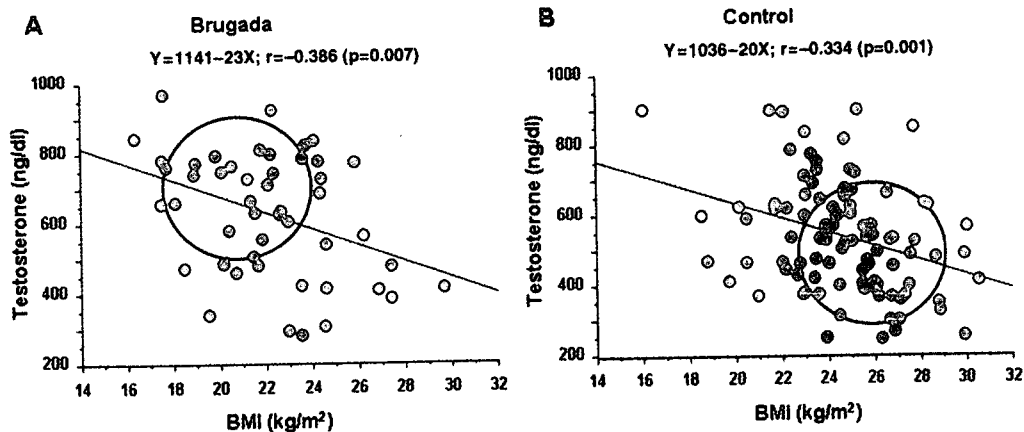 A
Brugada
Y=1141–23X; r=–0.386 (p=0.007)
Testosterone (ng/dl)
1000
800
600
400
200
14 16 18 20 22 24 26 28 30 32
BMI (kg/m²)
B
Control
Y=1036–20X; r=–0.334 (p=0.001)
Testosterone (ng/dl)
1000
800
600
400
200
14 16 18 20 22 24 26 28 30 32
BMI (kg/m²)